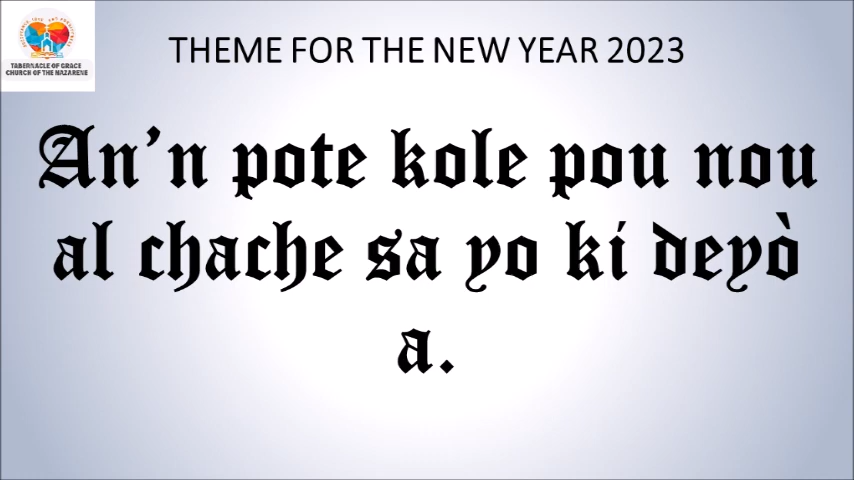 TABERNACLE OF GRACE
CHURCH OF THE NAZARENE
THEME FOR THE NEW YEAR 2023
An'n pote kole pou nou
al chache sa yo ki deyò
a.